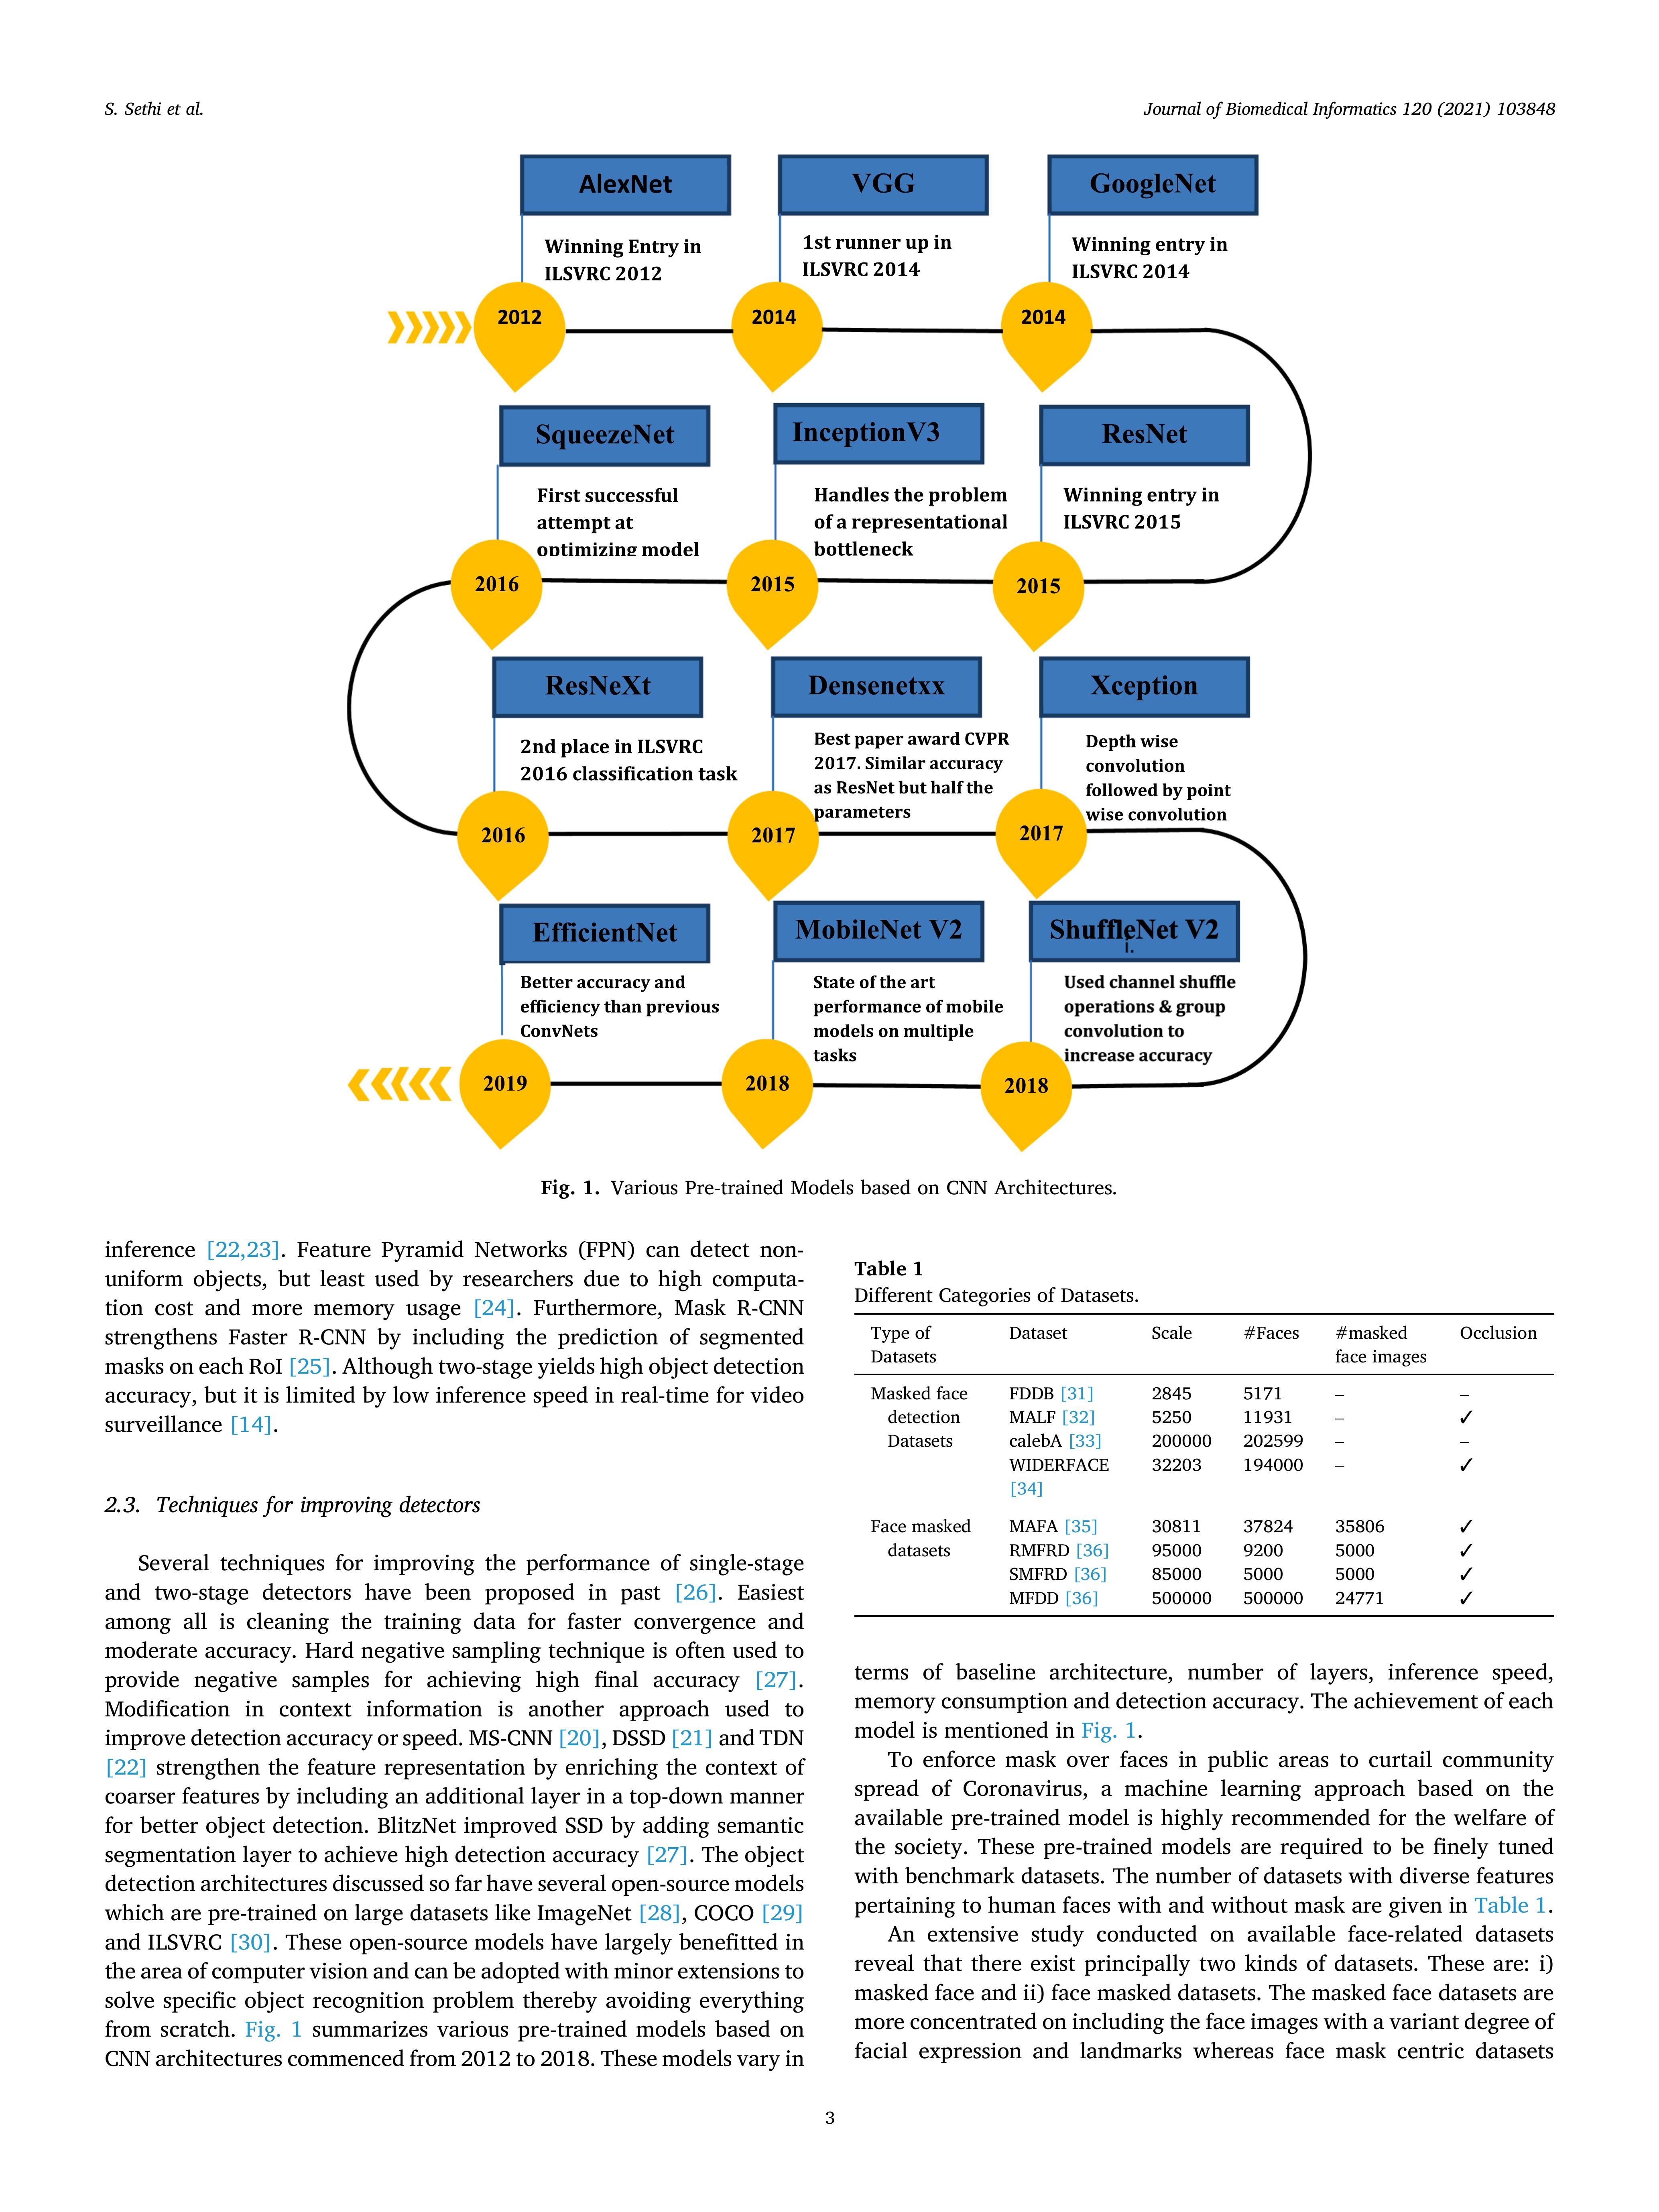 S. Sethi et al.
Journal of Biomedical Informatics 120 (2021) 103848
AlexNet
Winning Entry in
ILSVRC 2012
2012
VGG
1st runner up in
ILSVRC 2014
2014
GoogleNet
Winning entry in
ILSVRC 2014
2014
SqueezeNet
First successful
attempt at
optimizing model
2016
InceptionV3
Handles the problem
of a representational
bottleneck
2015
ResNet
Winning entry in
ILSVRC 2015
2015
ResNeXt
2nd place in ILSVRC
2016 classification task
2016
Densenetxx
Best paper award CVPR
2017. Similar accuracy
as ResNet but half the
parameters
2017
Xception
Depth wise
convolution
followed by point
wise convolution
2017
EfficientNet
Better accuracy and
efficiency than previous
ConvNets
2019
MobileNet V2
State of the art
performance of mobile
models on multiple
tasks
2018
ShuffleNet V2
i.
Used channel shuffle
operations & group
convolution to
increase accuracy
2018
Fig. 1. Various Pre-trained Models based on CNN Architectures.
inference [22,23]. Feature Pyramid Networks (FPN) can detect non-
uniform objects, but least used by researchers due to high computa-
tion cost and more memory usage [24]. Furthermore, Mask R-CNN
strengthens Faster R-CNN by including the prediction of segmented
masks on each RoI [25]. Although two-stage yields high object detection
accuracy, but it is limited by low inference speed in real-time for video
surveillance [14].
2.3. Techniques for improving detectors
Several techniques for improving the performance of single-stage
and two-stage detectors have been proposed in past [26]. Easiest
among all is cleaning the training data for faster convergence and
moderate accuracy. Hard negative sampling technique is often used to
provide negative samples for achieving high final accuracy [27].
Modification in context information is another approach used to
improve detection accuracy or speed. MS-CNN [20], DSSD [21] and TDN
[22] strengthen the feature representation by enriching the context of
coarser features by including an additional layer in a top-down manner
for better object detection. BlitzNet improved SSD by adding semantic
segmentation layer to achieve high detection accuracy [27]. The object
detection architectures discussed so far have several open-source models
which are pre-trained on large datasets like ImageNet [28], COCO [29]
and ILSVRC [30]. These open-source models have largely benefitted in
the area of computer vision and can be adopted with minor extensions to
solve specific object recognition problem thereby avoiding everything
from scratch. Fig. 1 summarizes various pre-trained models based on
CNN architectures commenced from 2012 to 2018. These models vary in
Table 1
Different Categories of Datasets.
Type of Datasets Dataset Scale #Faces #masked face images Occlusion
Masked face detection Datasets FDDB [31] 2845 5171 – –
MALF [32] 5250 11931 – ✓
calebA [33] 200000 202599 – –
WIDERFACE [34] 32203 194000 – ✓
Face masked datasets MAFA [35] 30811 37824 35806 ✓
RMFRD [36] 95000 9200 5000 ✓
SMFRD [36] 85000 5000 5000 ✓
MFDD [36] 500000 500000 24771 ✓
terms of baseline architecture, number of layers, inference speed,
memory consumption and detection accuracy. The achievement of each
model is mentioned in Fig. 1.
To enforce mask over faces in public areas to curtail community
spread of Coronavirus, a machine learning approach based on the
available pre-trained model is highly recommended for the welfare of
the society. These pre-trained models are required to be finely tuned
with benchmark datasets. The number of datasets with diverse features
pertaining to human faces with and without mask are given in Table 1.
An extensive study conducted on available face-related datasets
reveal that there exist principally two kinds of datasets. These are: i)
masked face and ii) face masked datasets. The masked face datasets are
more concentrated on including the face images with a variant degree of
facial expression and landmarks whereas face mask centric datasets
3